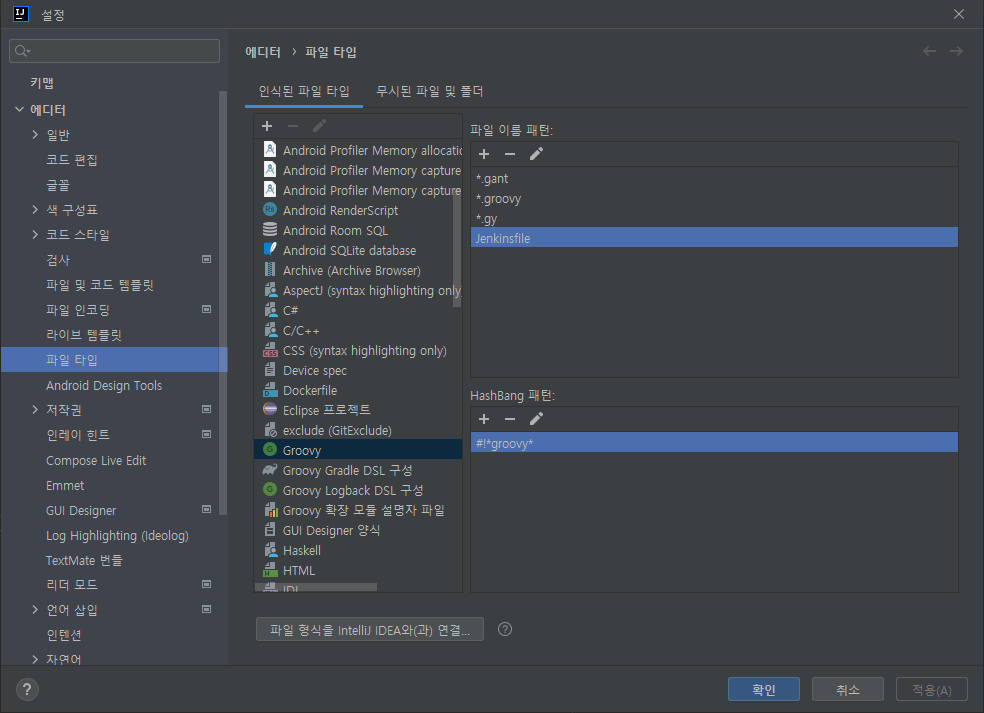 설정
에디터 › 파일 타입
키맵
에디터
일반
코드 편집
글꼴
색 구성표
코드 스타일
검사
파일 및 코드 템플릿
파일 인코딩
라이브 템플릿
파일 타입
Android Design Tools
저작권
인레이 힌트
Compose Live Edit
Emmet
GUI Designer
Log Highlighting (Ideolog)
TextMate 번들
리더 모드
언어 삽입
인텐션
자연어
인식된 파일 타입
무시된 파일 및 폴더
Android Profiler Memory allocatio
Android Profiler Memory capture
Android Profiler Memory capture
Android RenderScript
Android Room SQL
Android SQLite database
Archive (Archive Browser)
AspectJ (syntax highlighting only)
C#
C/C++
CSS (syntax highlighting only)
Device spec
Dockerfile
Eclipse 프로젝트
exclude (GitExclude)
Groovy
Groovy Gradle DSL 구성
Groovy Logback DSL 구성
Groovy 확장 모듈 설명자 파일
GUI Designer 양식
Haskell
HTML
파일 이름 패턴:
*.gant
*.groovy
*.gy
Jenkinsfile
HashBang 패턴:
#!*groovy*
파일 형식을 IntelliJ IDEA와(과) 연결...
?
?
확인
취소
적용(A)